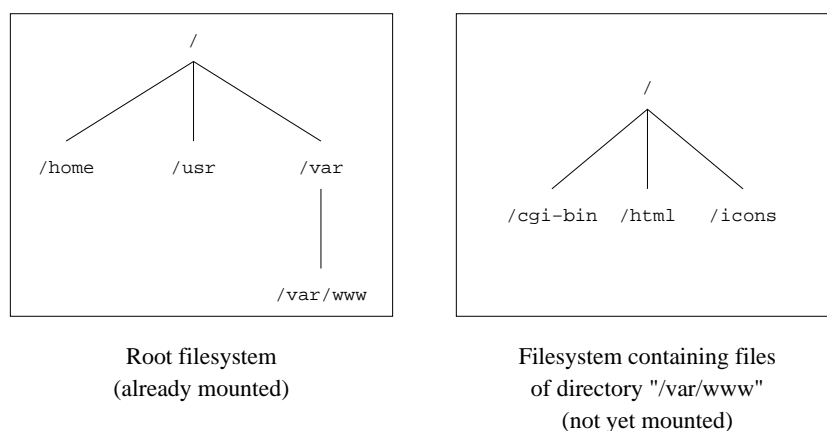 /
/home /usr /var
/var/www
Root filesystem
(already mounted)
/
/cgi-bin /html /icons
Filesystem containing files
of directory "/var/www"
(not yet mounted)